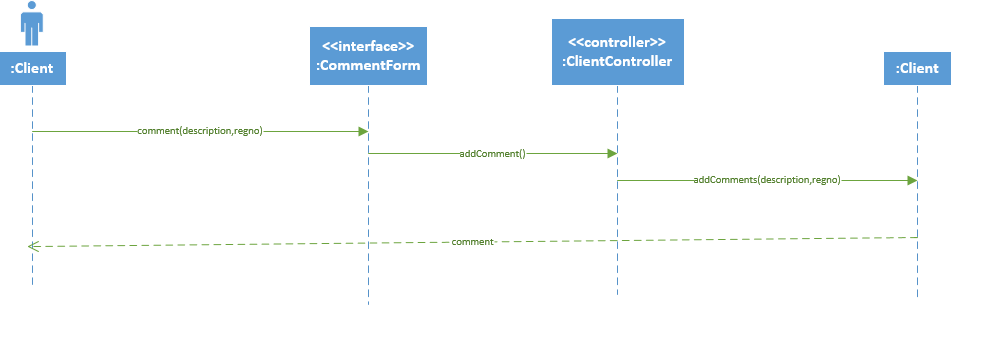 :Client
<<interface>>
:CommentForm
<<controller>>
:ClientController
:Client
comment(description,regno)
addComment()
addComments(description,regno)
comment